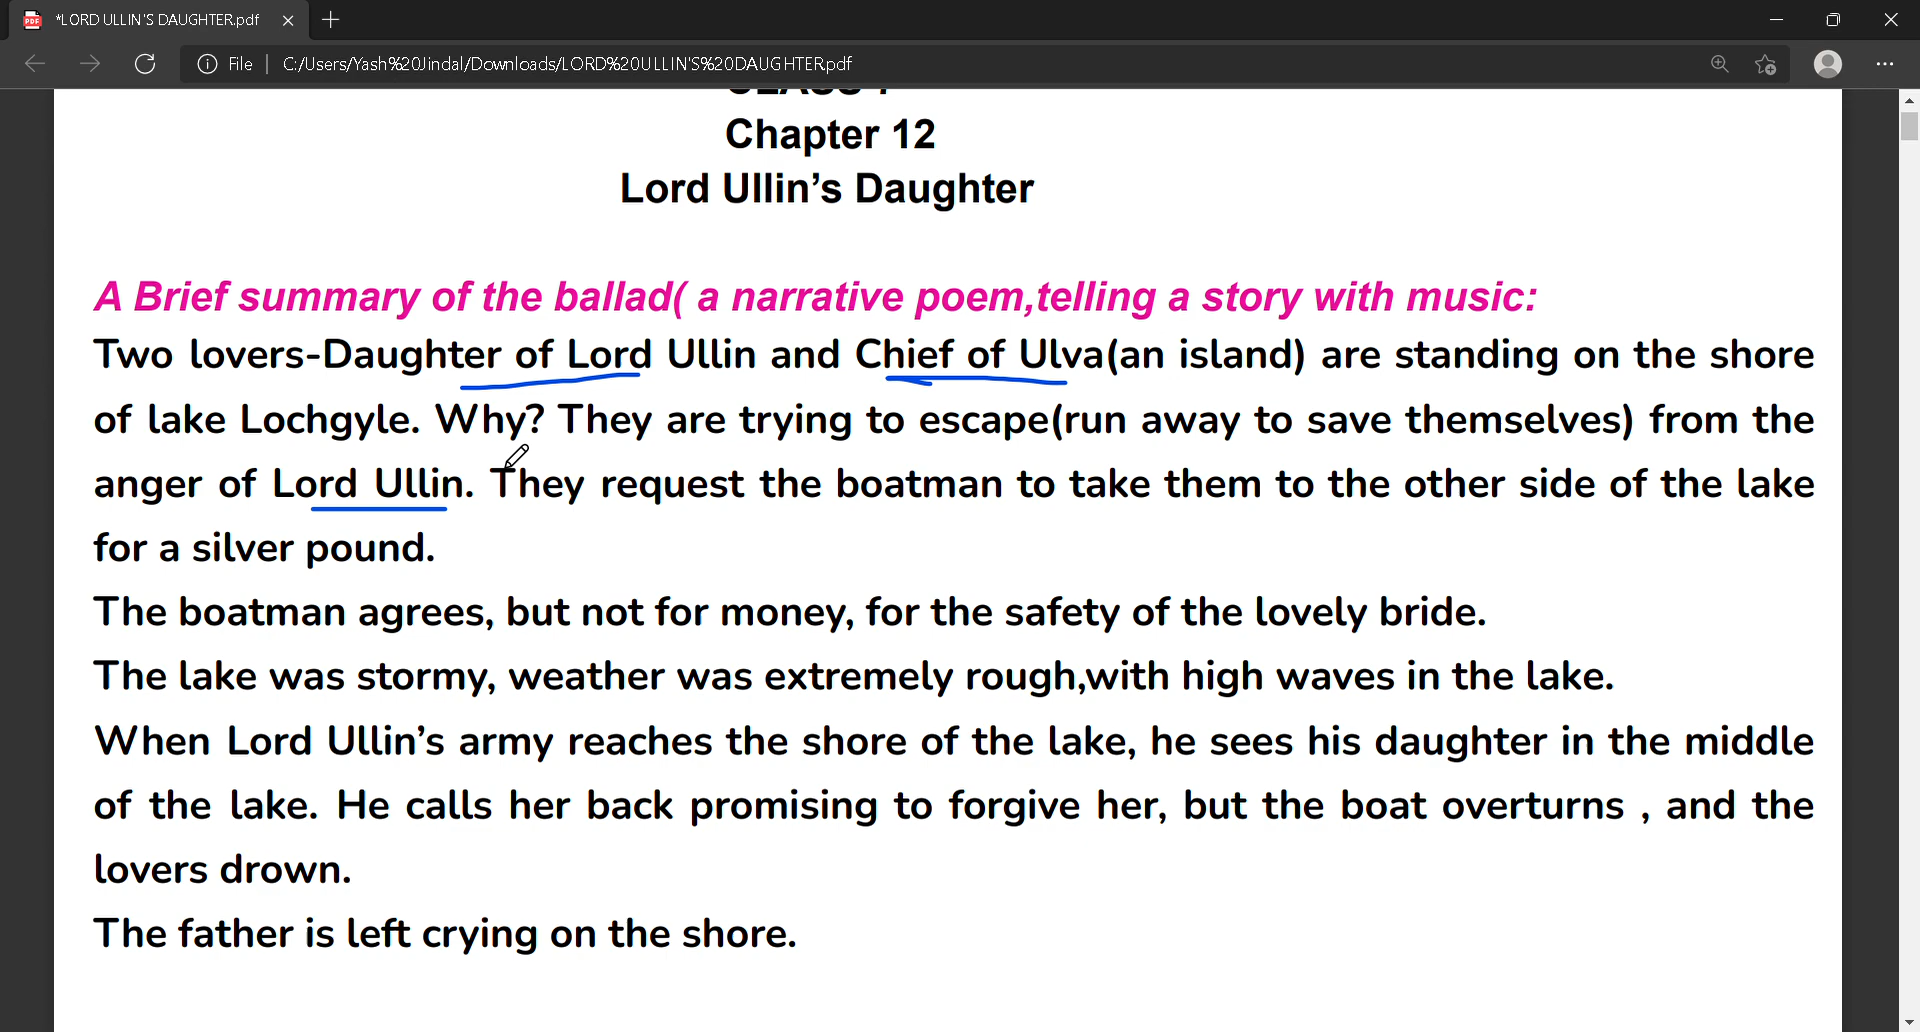 *LORD ULLIN'S DAUGHTER.pdf
File | C:/Users/Yash%20Jindal/Downloads/LORD%20ULLIN'S%20DAUGHTER.pdf
Chapter 12
Lord Ullin’s Daughter
A Brief summary of the ballad( a narrative poem,telling a story with music:
Two lovers-Daughter of Lord Ullin and Chief of Ulva(an island) are standing on the shore
of lake Lochgyle. Why? They are trying to escape(run away to save themselves) from the
anger of Lord Ullin. They request the boatman to take them to the other side of the lake
for a silver pound.
The boatman agrees, but not for money, for the safety of the lovely bride.
The lake was stormy, weather was extremely rough,with high waves in the lake.
When Lord Ullin’s army reaches the shore of the lake, he sees his daughter in the middle
of the lake. He calls her back promising to forgive her, but the boat overturns , and the
lovers drown.
The father is left crying on the shore.